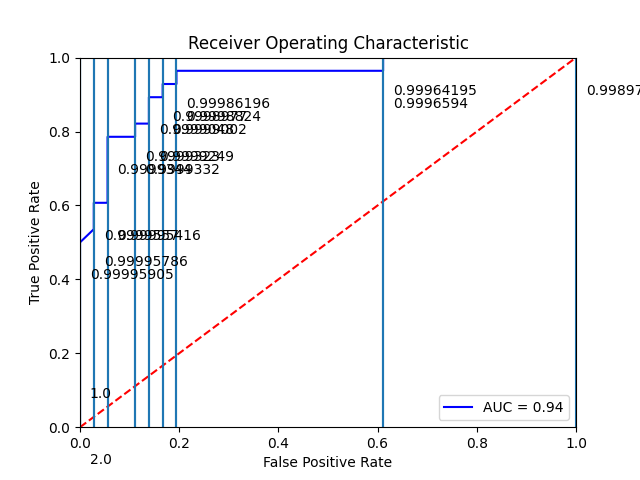 Receiver Operating Characteristic
1.0
0.99964195
0.99897
0.99986196
0.9996594
0.8
0.6
0.99995786
0.99995905
0.4
0.2
1.0
AUC = 0.94
0.0
True Positive Rate
0.0 0.2 0.4 0.6 0.8 1.0
2.0
False Positive Rate